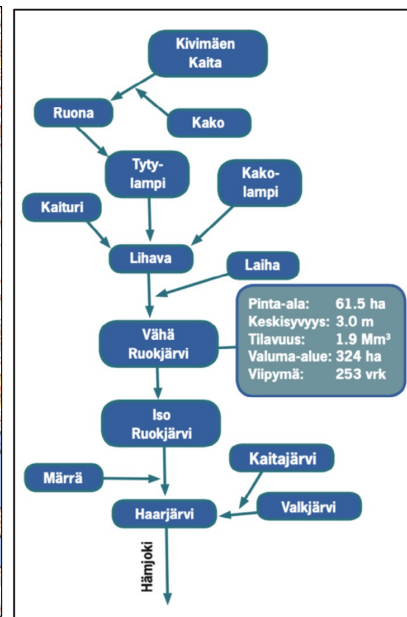 Kivimäen
Kaita
Ruona
Kako
Tyty-
lampi
Kako-
lampi
Kaituri
Lihava
Laiha
Pinta-ala: 61.5 ha
Keskisyvyys: 3.0 m
Tilavuus: 1.9 Mm³
Valuma-alue: 324 ha
Viipymä: 253 vrk
Vähä
Ruokjärvi
Iso
Ruokjärvi
Kaitajärvi
Märrä
Haarjärvi
Valkjärvi
Hämjoki